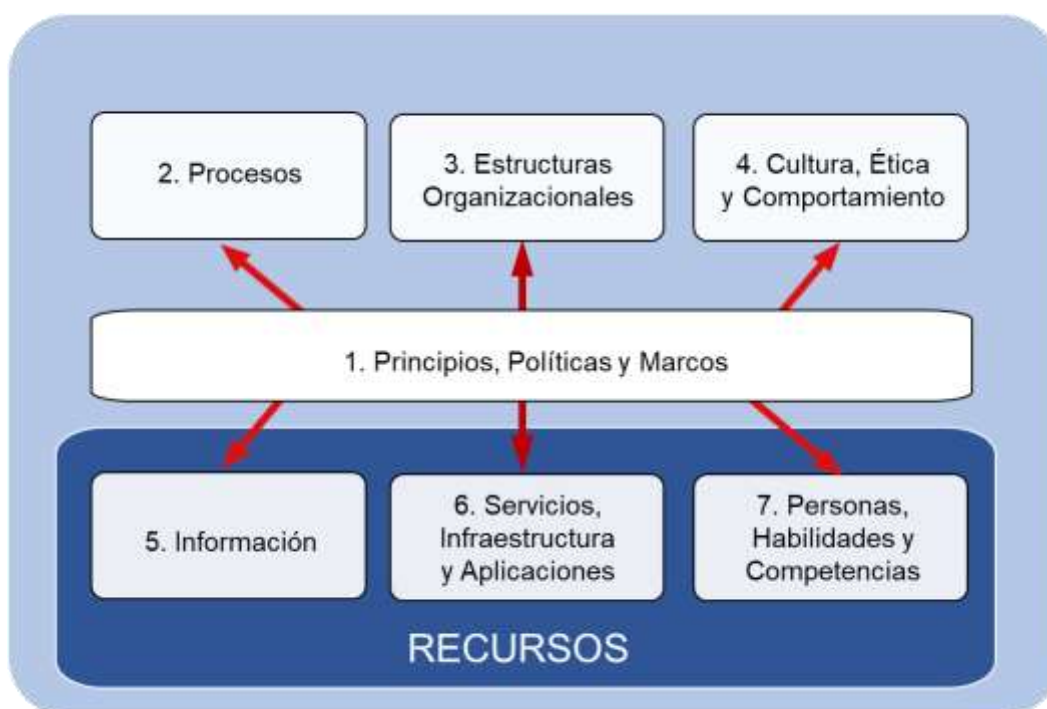 2. Procesos
3. Estructuras
Organizacionales
4. Cultura, Ética
y Comportamiento
1. Principios, Políticas y Marcos
5. Información
6. Servicios,
Infraestructura
y Aplicaciones
7. Personas,
Habilidades y
Competencias
RECURSOS